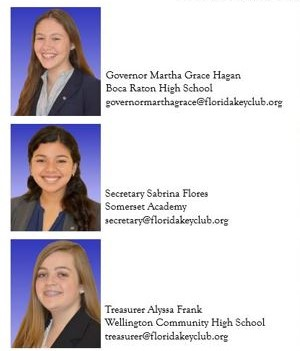 Governor Martha Grace Hagan
Boca Raton High School
governormarthagrace@floridakeyclub.org
Secretary Sabrina Flores
Somerset Academy
secretary@floridakeyclub.org
Treasurer Alyssa Frank
Wellington Community High School
treasurer@floridakeyclub.org